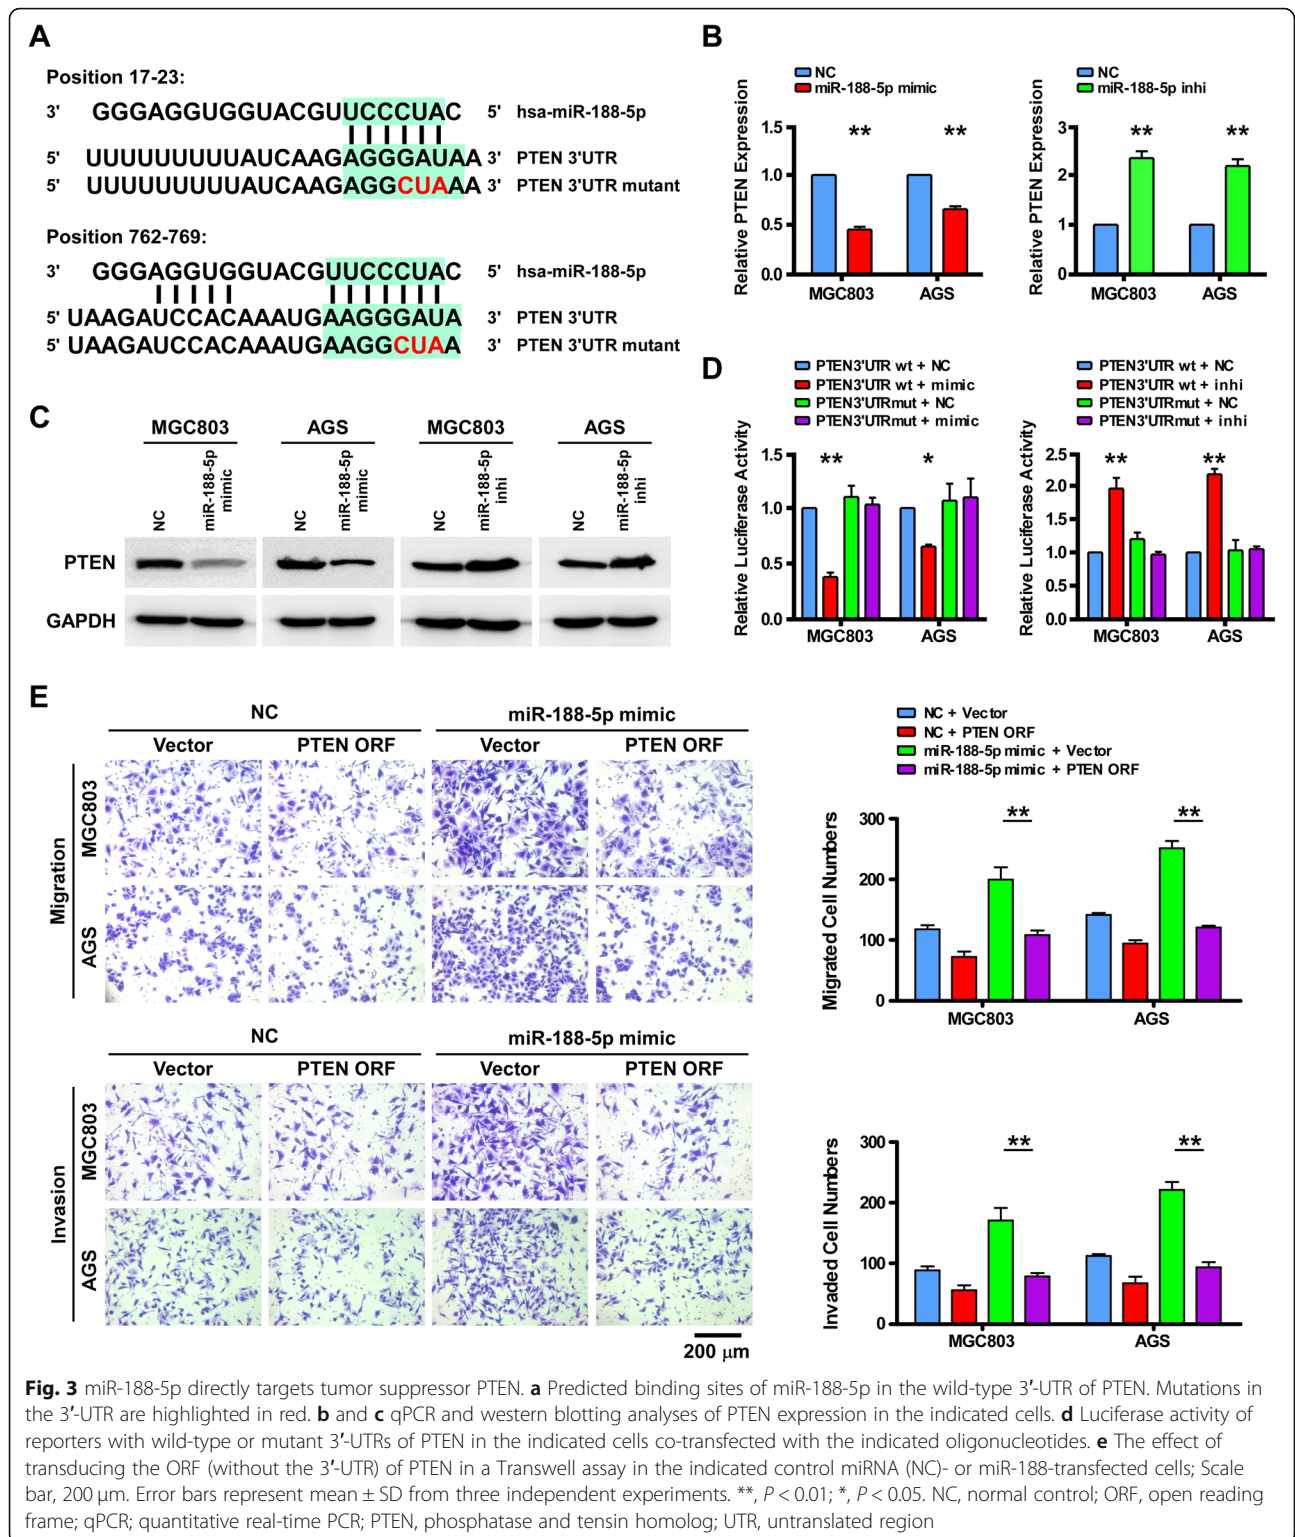 A
Position 17-23:
3' GGGAGGUGGUACGUUCCCUAC 5' hsa-miR-188-5p
5' UUUUUUUUUAUCAAGAGGGAUAA 3' PTEN 3'UTR
5' UUUUUUUUUAUCAAGAGGCUAAA 3' PTEN 3'UTR mutant
Position 762-769:
3' GGGAGGUGGUACGUUCCCUAC 5' hsa-miR-188-5p
5' UAAGAUCCACAAAUGAAGGGAUA 3' PTEN 3'UTR
5' UAAGAUCCACAAAUGAAGGCUAA 3' PTEN 3'UTR mutant
B
NC
miR-188-5p mimic
Relative PTEN Expression
1.5
1.0
0.5
0.0
** **
MGC803 AGS
NC
miR-188-5p inhi
Relative PTEN Expression
3
2
1
0
** **
MGC803 AGS
C
MGC803 AGS MGC803 AGS
NC miR-188-5p mimic NC miR-188-5p mimic NC miR-188-5p inhi NC miR-188-5p inhi
PTEN
GAPDH
D
PTEN3'UTR wt + NC
PTEN3'UTR wt + mimic
PTEN3'UTRmut + NC
PTEN3'UTRmut + mimic
Relative Luciferase Activity
1.5
1.0
0.5
0.0
** *
MGC803 AGS
PTEN3'UTR wt + NC
PTEN3'UTR wt + inhi
PTEN3'UTRmut + NC
PTEN3'UTRmut + inhi
Relative Luciferase Activity
2.5
2.0
1.5
1.0
0.5
0.0
** **
MGC803 AGS
E
NC miR-188-5p mimic
Vector PTEN ORF Vector PTEN ORF
Migration
MGC803
AGS
NC miR-188-5p mimic
Vector PTEN ORF Vector PTEN ORF
Invasion
MGC803
AGS
200 µm
NC + Vector
NC + PTEN ORF
miR-188-5p mimic + Vector
miR-188-5p mimic + PTEN ORF
Migrated Cell Numbers
300
200
100
0
** **
MGC803 AGS
Invaded Cell Numbers
300
200
100
0
** **
MGC803 AGS
Fig. 3 miR-188-5p directly targets tumor suppressor PTEN. a Predicted binding sites of miR-188-5p in the wild-type 3′-UTR of PTEN. Mutations in
the 3′-UTR are highlighted in red. b and c qPCR and western blotting analyses of PTEN expression in the indicated cells. d Luciferase activity of
reporters with wild-type or mutant 3′-UTRs of PTEN in the indicated cells co-transfected with the indicated oligonucleotides. e The effect of
transducing the ORF (without the 3′-UTR) of PTEN in a Transwell assay in the indicated control miRNA (NC)- or miR-188-transfected cells; Scale
bar, 200 µm. Error bars represent mean ± SD from three independent experiments. **, P < 0.01; *, P < 0.05. NC, normal control; ORF, open reading
frame; qPCR; quantitative real-time PCR; PTEN, phosphatase and tensin homolog; UTR, untranslated region